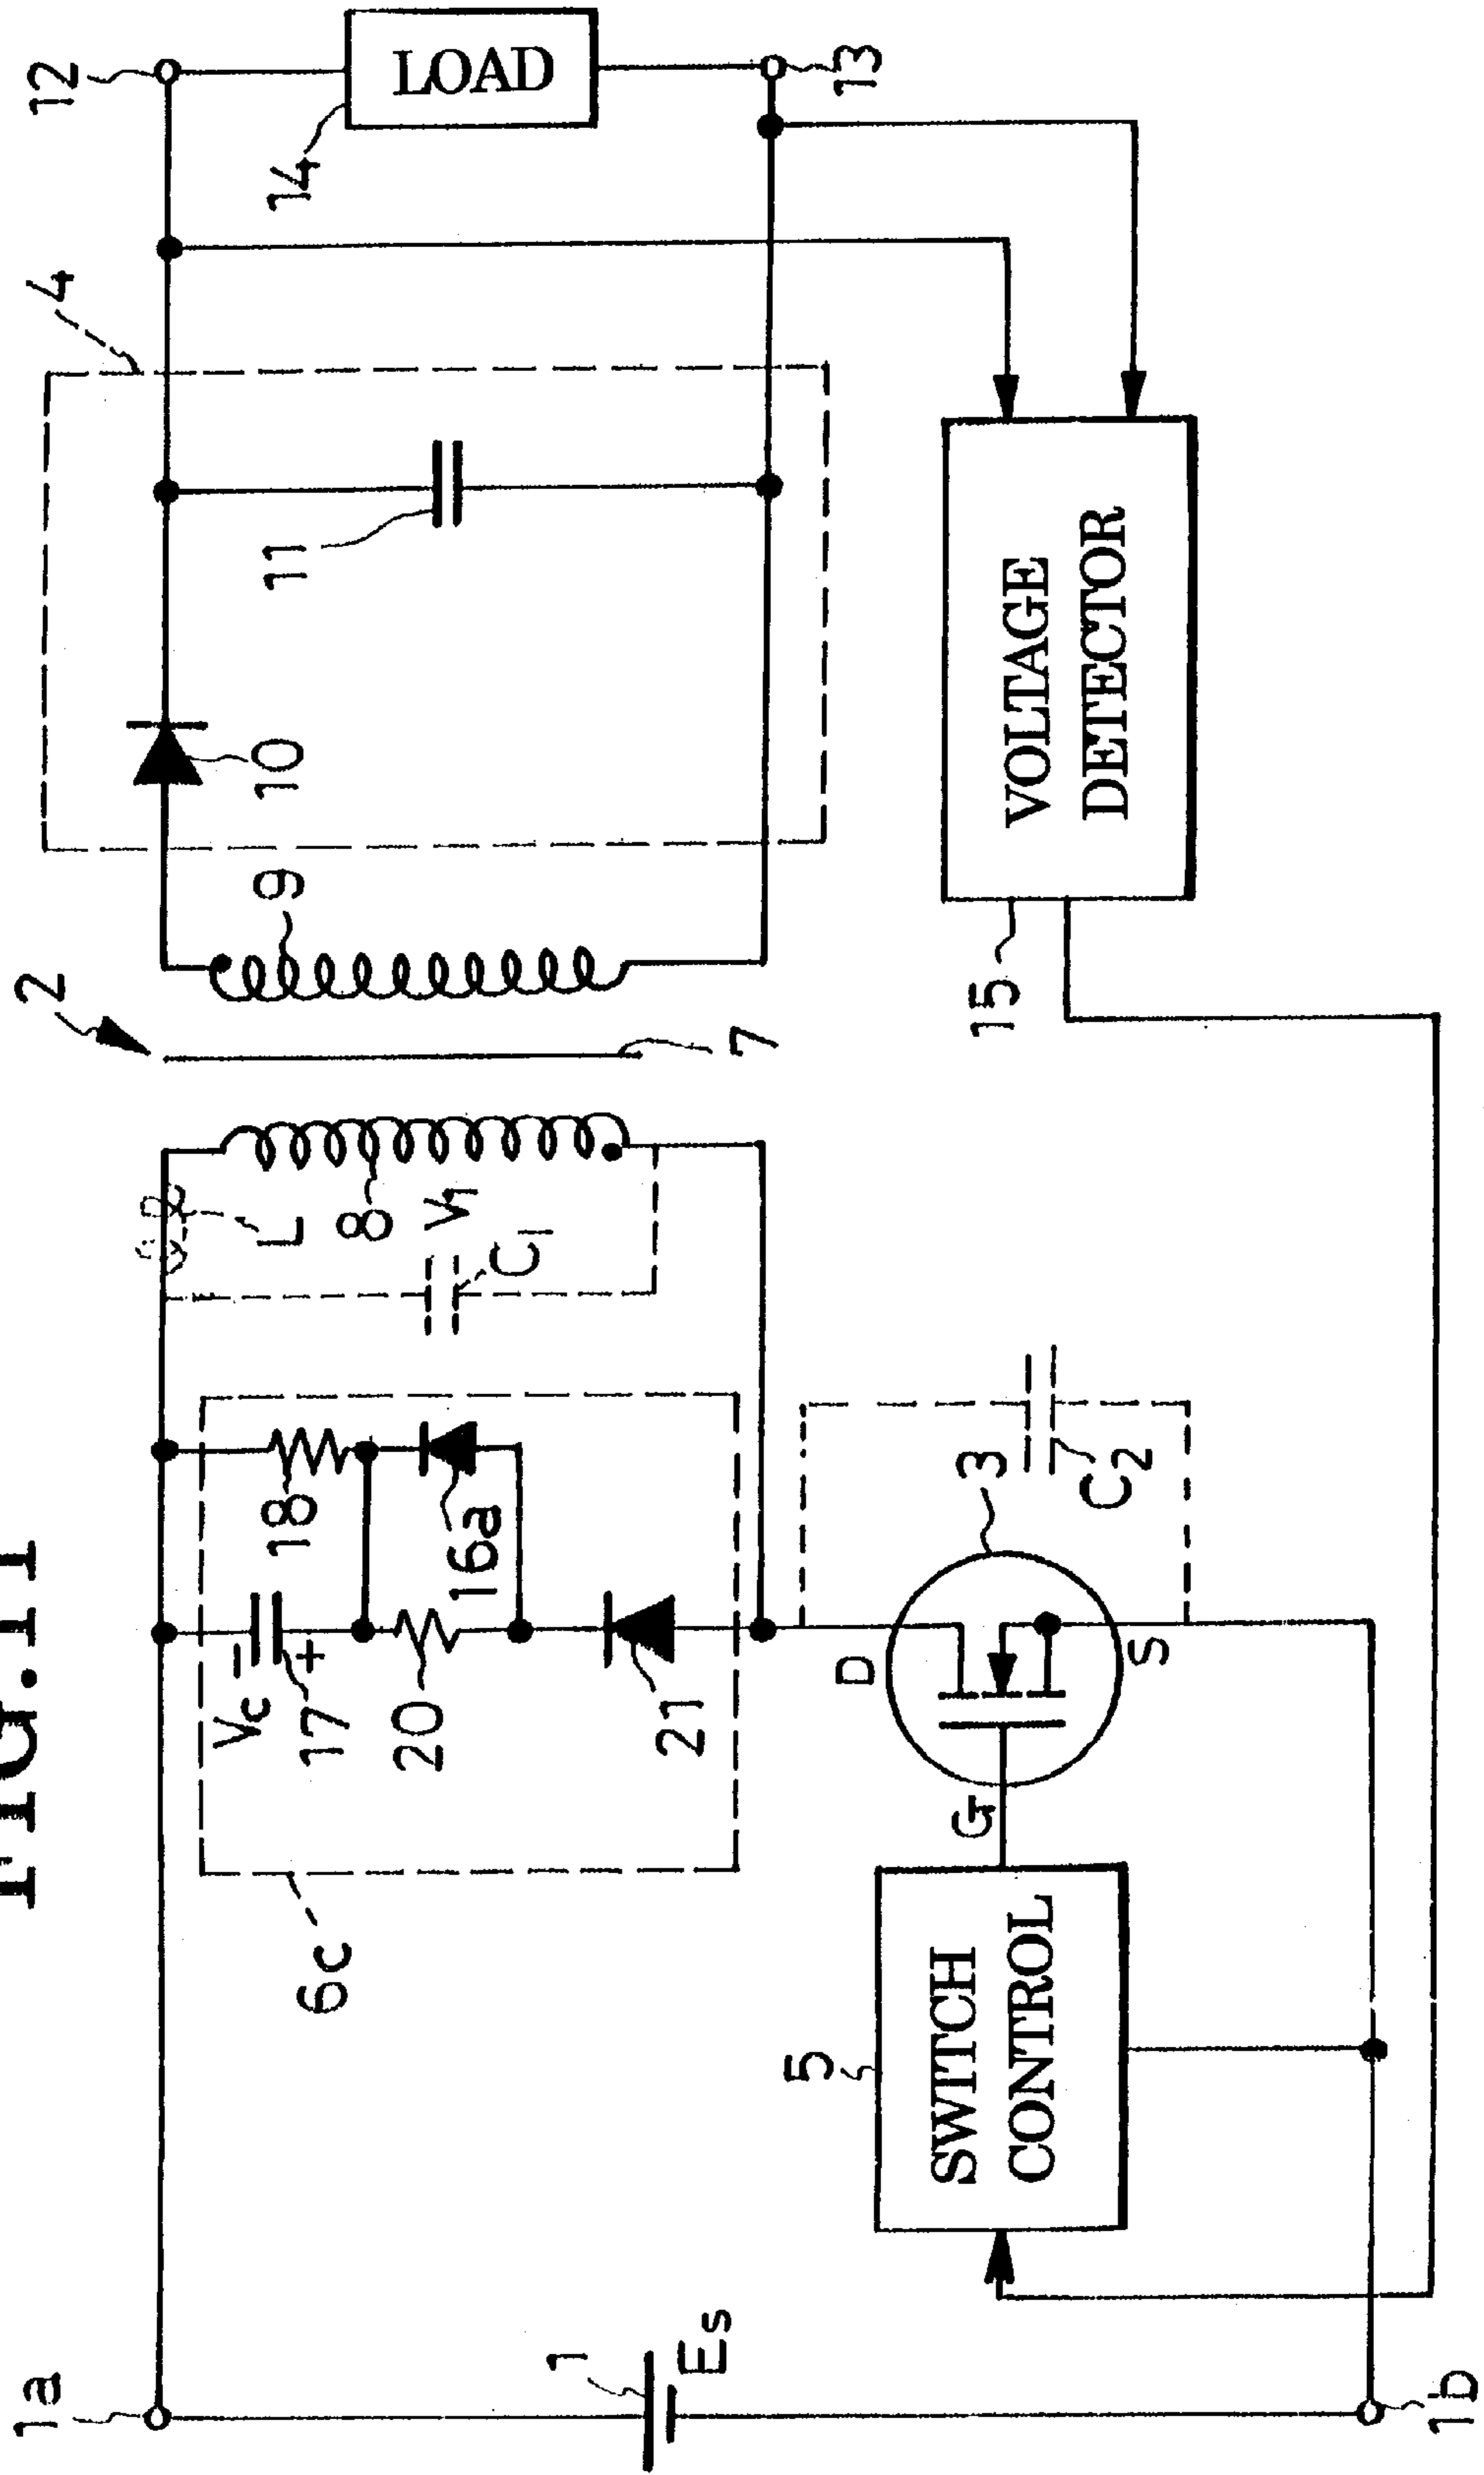 FIG.11
1a
1
Es
1b
6c
Vc
−
17
+
20
18
16a
21
L
8
V1
C1
2
7
9
4
10
11
12
14
LOAD
13
D
G
S
3
C2
5
SWITCH
CONTROL
15
VOLTAGE
DETECTOR